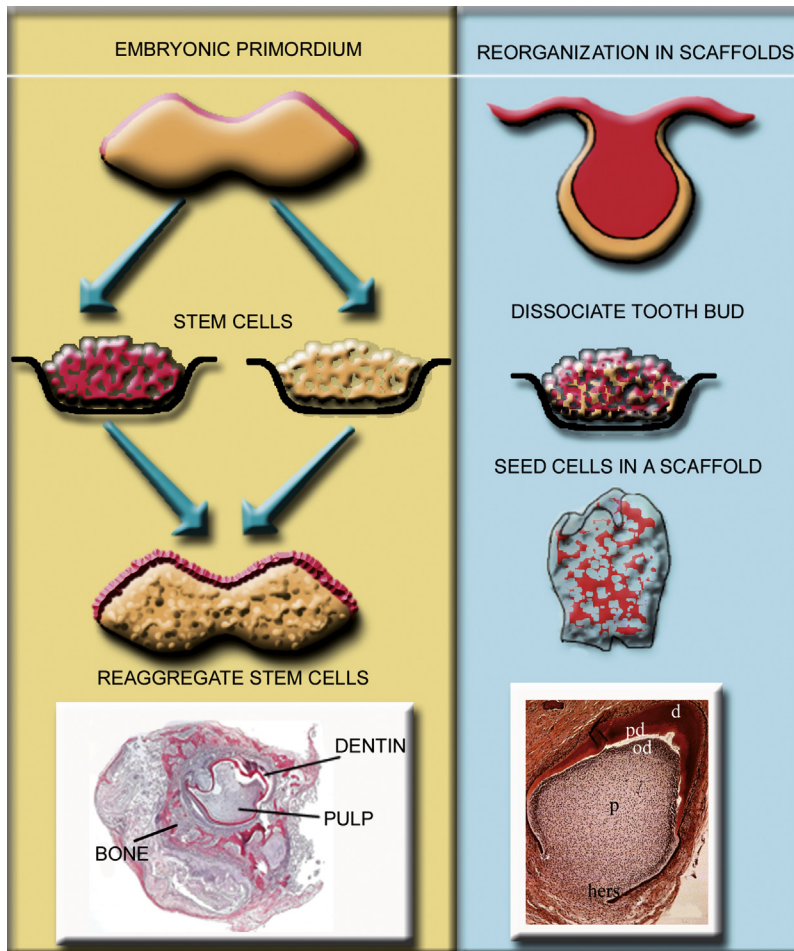 EMBRYONIC PRIMORDIUM
STEM CELLS
REAGGREGATE STEM CELLS
DENTIN
PULP
BONE
REORGANIZATION IN SCAFFOLDS
DISSOCIATE TOOTH BUD
SEED CELLS IN A SCAFFOLD
d
pd
od
p
hers